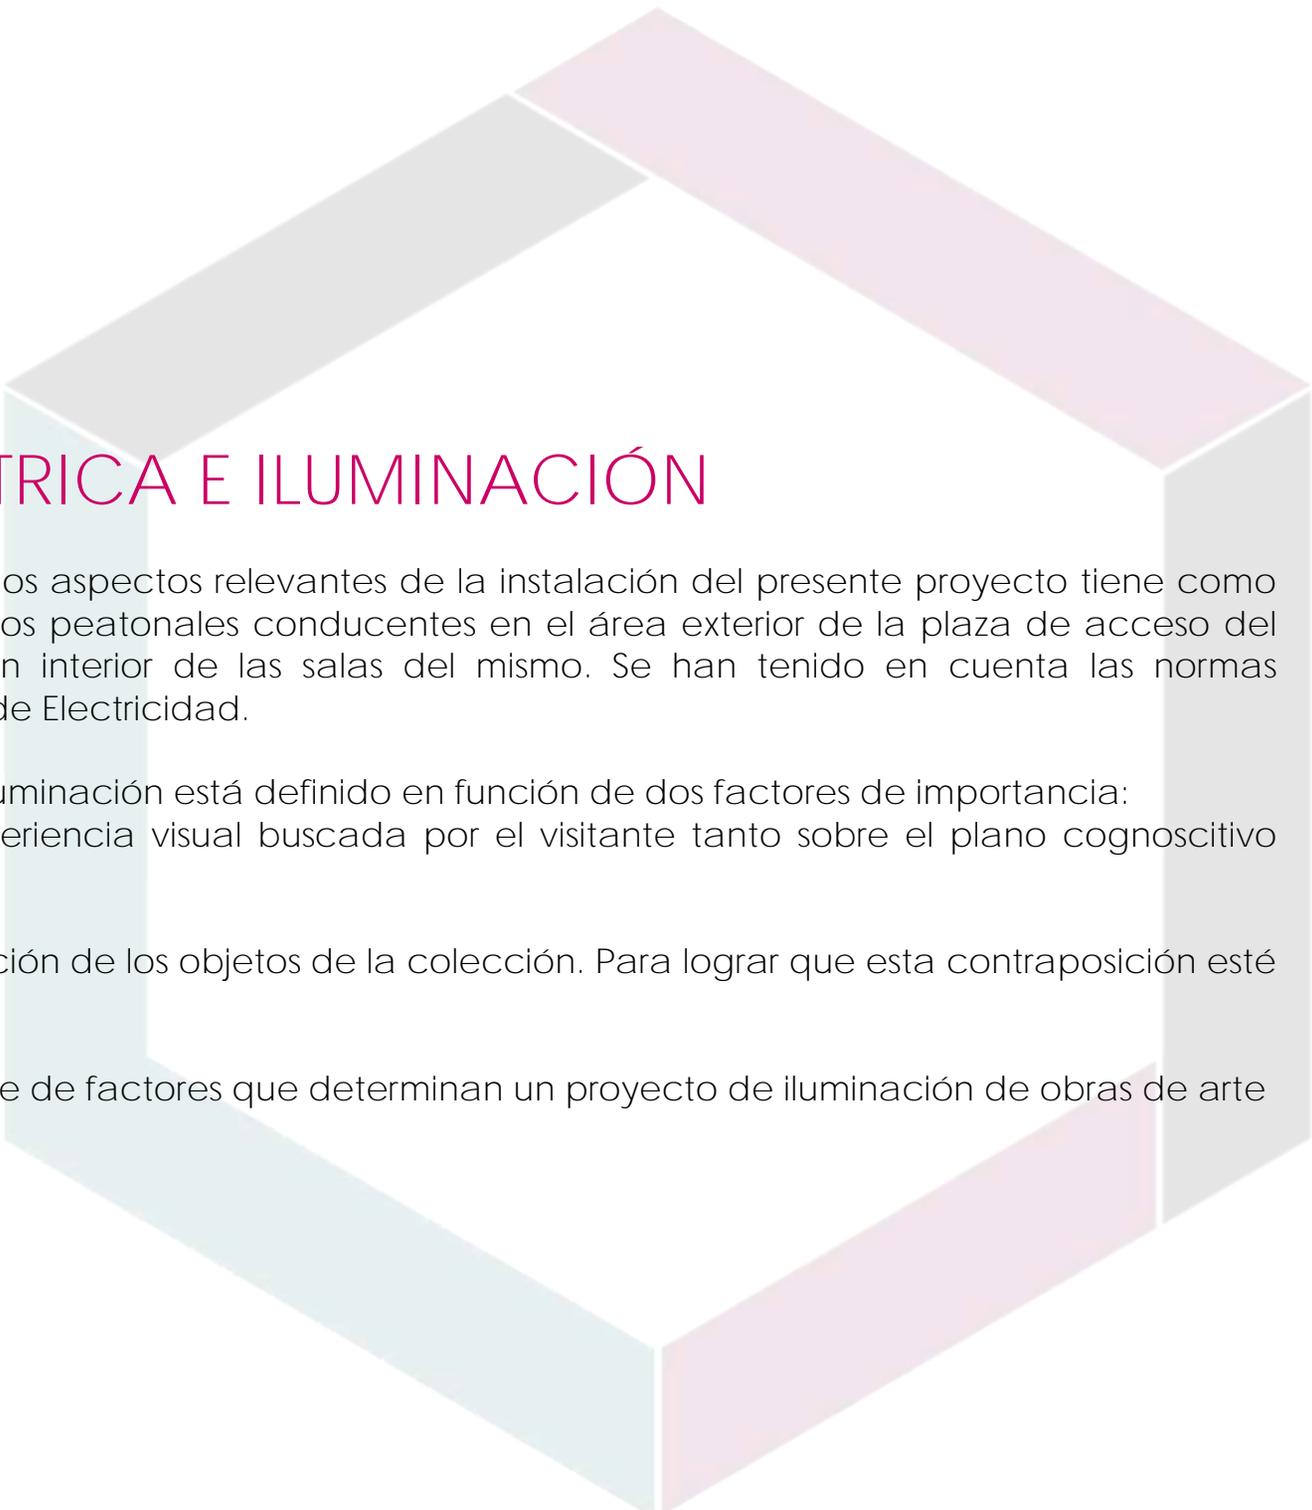 TRICA E ILUMINACIÓN
os aspectos relevantes de la instalación del presente proyecto tiene como
os peatonales conducentes en el área exterior de la plaza de acceso del
n interior de las salas del mismo. Se han tenido en cuenta las normas
de Electricidad.
uminación está definido en función de dos factores de importancia:
eriencia visual buscada por el visitante tanto sobre el plano cognoscitivo
ción de los objetos de la colección. Para lograr que esta contraposición esté
e de factores que determinan un proyecto de iluminación de obras de arte